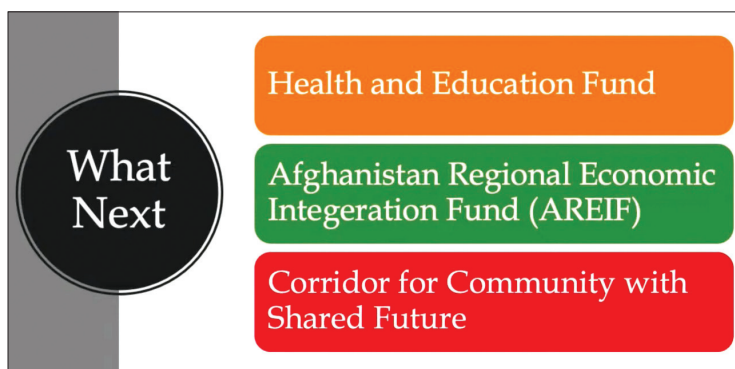 What
Next
Health and Education Fund
Afghanistan Regional Economic
Integeration Fund (AREIF)
Corridor for Community with
Shared Future